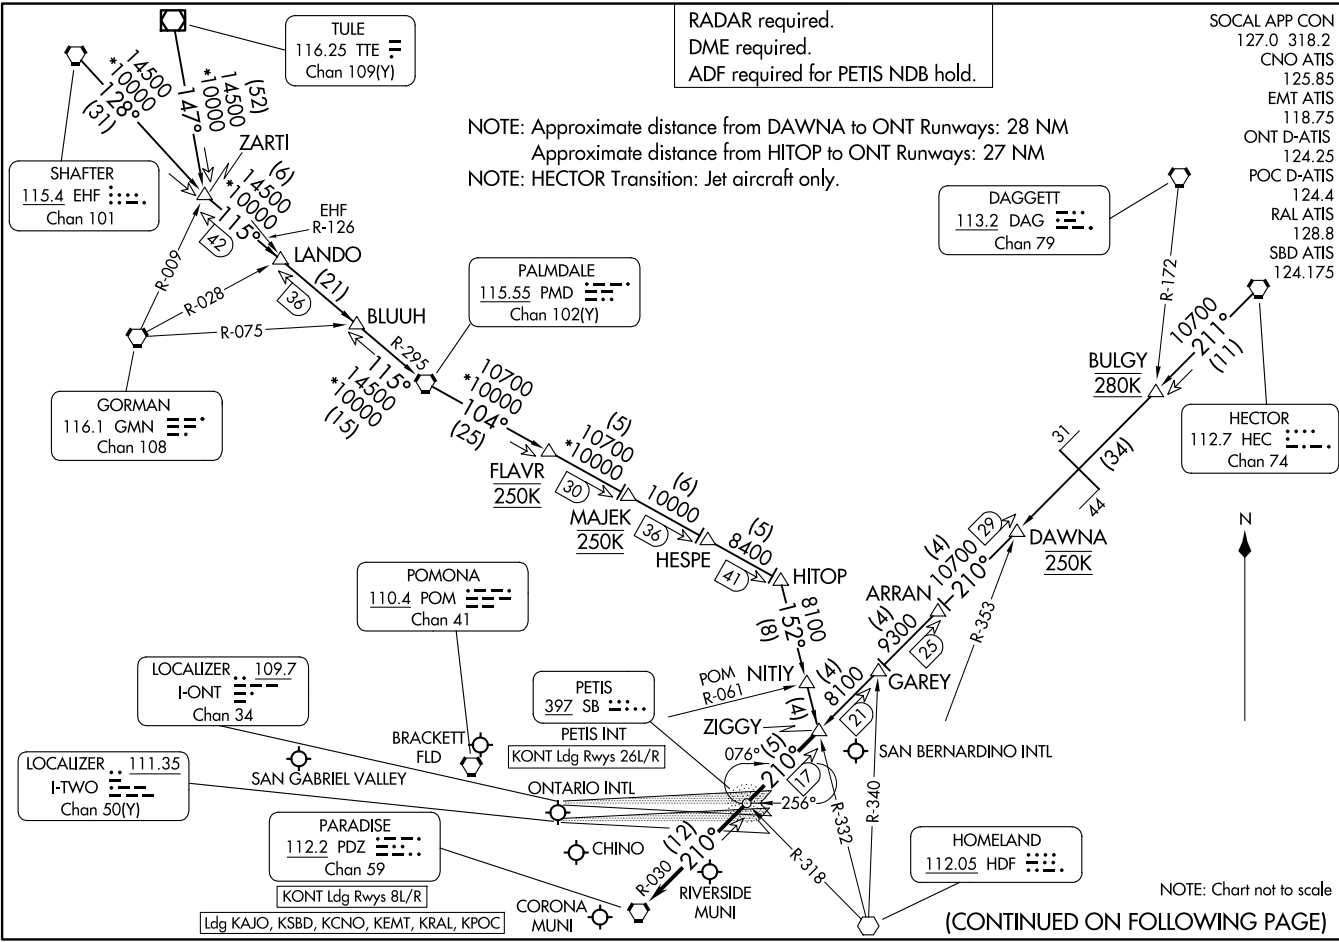 RADAR required.
DME required.
ADF required for PETIS NDB hold.
SOCAL APP CON
127.0 318.2
CNO ATIS
125.85
EMT ATIS
118.75
ONT D-ATIS
124.25
POC D-ATIS
124.4
RAL ATIS
128.8
SBD ATIS
124.175
TULE
116.25 TTE
Chan 109(Y)
14500
*10000
128°
(31)
(52)
14500
*10000
147°
NOTE: Approximate distance from DAWNA to ONT Runways: 28 NM
Approximate distance from HITOP to ONT Runways: 27 NM
NOTE: HECTOR Transition: Jet aircraft only.
SHAFTER
115.4 EHF
Chan 101
ZARTI
(6)
14500
*10000
115°
42
EHF
R-126
LANDO
R-009
R-028
R-075
36
(21)
BLUUH
R-295
115°
14500
*10000
(15)
GORMAN
116.1 GMN
Chan 108
PALMDALE
115.55 PMD
Chan 102(Y)
10700
*10000
104°
(25)
FLAVR
250K
(5)
10700
*10000
30
MAJEK
250K
(6)
10000
36
HESPE
(5)
8400
41
HITOP
8100
152°
(8)
NITIY
(4)
DAGGETT
113.2 DAG
Chan 79
R-172
10700
211°
(11)
BULGY
280K
HECTOR
112.7 HEC
Chan 74
31
(34)
44
DAWNA
250K
29
(4)
10700
210°
R-353
ARRAN
(4)
9300
25
GAREY
(4)
8100
21
ZIGGY
POMONA
110.4 POM
Chan 41
POM
R-061
LOCALIZER 109.7
I-ONT
Chan 34
LOCALIZER 111.35
I-TWO
Chan 50(Y)
PETIS
397 SB
PETIS INT
KONT Ldg Rwys 26L/R
BRACKETT
FLD
SAN GABRIEL VALLEY
ONTARIO INTL
SAN BERNARDINO INTL
076°
(5)
210°
17
256°
R-332
R-340
R-318
PARADISE
112.2 PDZ
Chan 59
KONT Ldg Rwys 8L/R
Ldg KAJO, KSBD, KCNO, KEMT, KRAL, KPOC
CHINO
(12)
210°
R-030
RIVERSIDE
MUNI
CORONA
MUNI
HOMELAND
112.05 HDF
N
NOTE: Chart not to scale
(CONTINUED ON FOLLOWING PAGE)